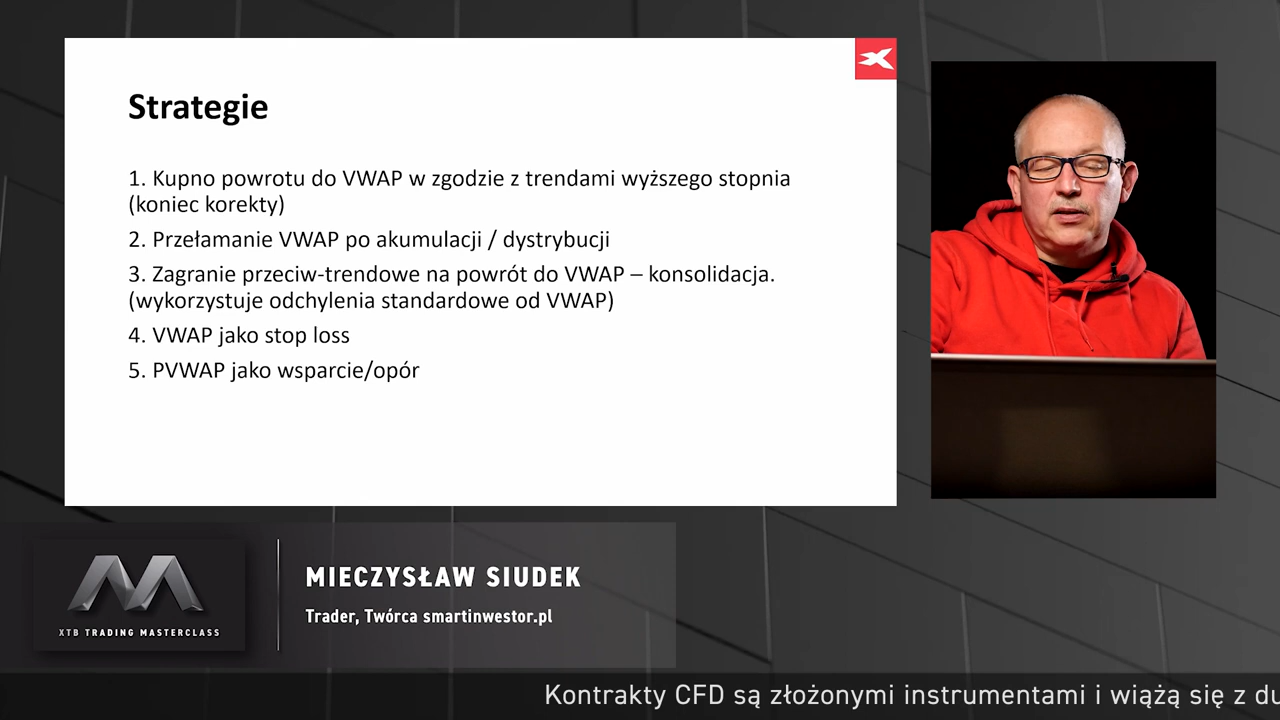 Strategie
1. Kupno powrotu do VWAP w zgodzie z trendami wyższego stopnia
(koniec korekty)
2. Przełamanie VWAP po akumulacji / dystrybucji
3. Zagranie przeciw-trendowe na powrót do VWAP – konsolidacja.
(wykorzystuje odchylenia standardowe od VWAP)
4. VWAP jako stop loss
5. PVWAP jako wsparcie/opór
XTB TRADING MASTERCLASS
MIECZYSŁAW SIUDEK
Trader, Twórca smartinwestor.pl
Kontrakty CFD są złożonymi instrumentami i wiążą się z du